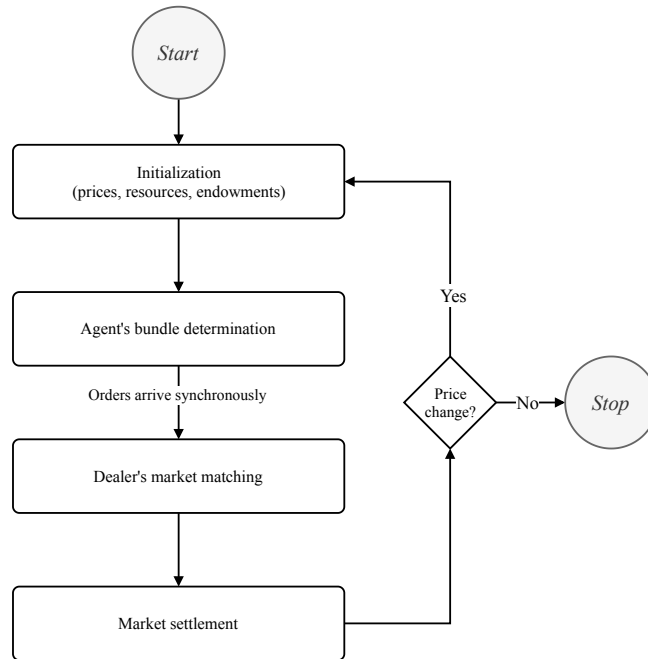 Start
Initialization
(prices, resources, endowments)
Agent's bundle determination
Orders arrive synchronously
Dealer's market matching
Market settlement
Price
change?
Yes
No
Stop